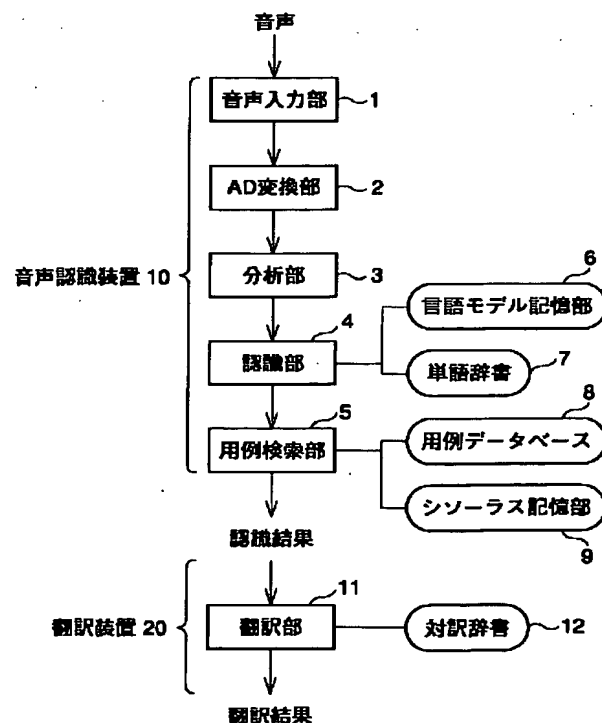 音声
音声入力部 1
AD変換部 2
音声認識装置 10
分析部 3
6
言語モデル記憶部
4
認識部
単語辞書 7
5
用例検索部
8
用例データベース
シソーラス記憶部
9
認識結果
11
翻訳装置 20
翻訳部
対訳辞書 12
翻訳結果